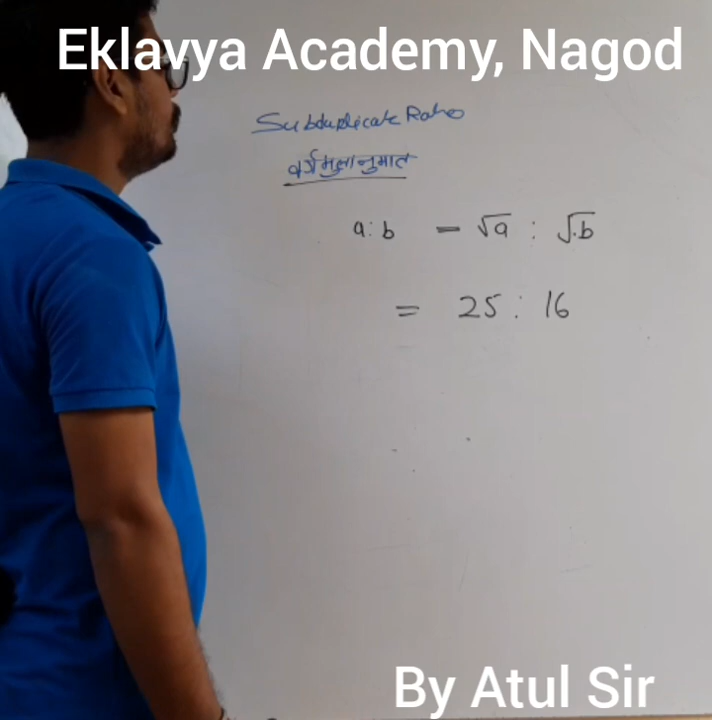 Eklavya Academy, Nagod
Subduplicate Ratio
वर्गमुलानुपात
a:b = √a : √b
= 25 : 16
By Atul Sir